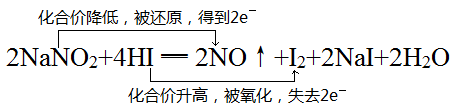 化合价降低，被还原，得到2e⁻
2NaNO₂+4HI ═ 2NO↑+I₂+2NaI+2H₂O
化合价升高，被氧化，失去2e⁻